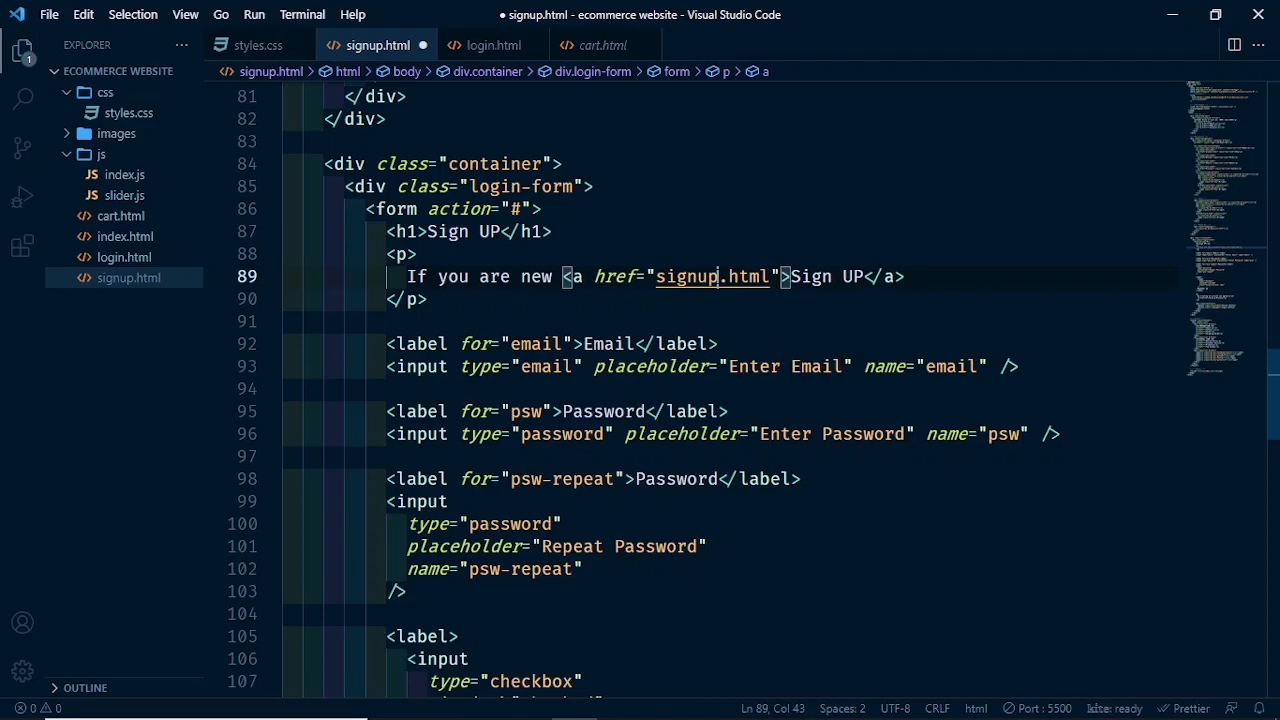 File Edit Selection View Go Run Terminal Help
● signup.html - ecommerce website - Visual Studio Code
EXPLORER
styles.css
signup.html
login.html
cart.html
ECOMMERCE WEBSITE
signup.html > html > body > div.container > div.login-form > form > p > a
css
styles.css
images
js
index.js
slider.js
cart.html
index.html
login.html
signup.html
OUTLINE
1
81 </div>
82 </div>
83
84 <div class="container">
85 <div class="login-form">
86 <form action="#">
87 <h1>Sign UP</h1>
88 <p>
89 If you are new <a href="signup.html">Sign UP</a>
90 </p>
91
92 <label for="email">Email</label>
93 <input type="email" placeholder="Enter Email" name="email" />
94
95 <label for="psw">Password</label>
96 <input type="password" placeholder="Enter Password" name="psw" />
97
98 <label for="psw-repeat">Password</label>
99 <input
100 type="password"
101 placeholder="Repeat Password"
102 name="psw-repeat"
103 />
104
105 <label>
106 <input
107 type="checkbox"
0 0
Ln 89, Col 43 Spaces: 2 UTF-8 CRLF html Port : 5500 kite: ready Prettier